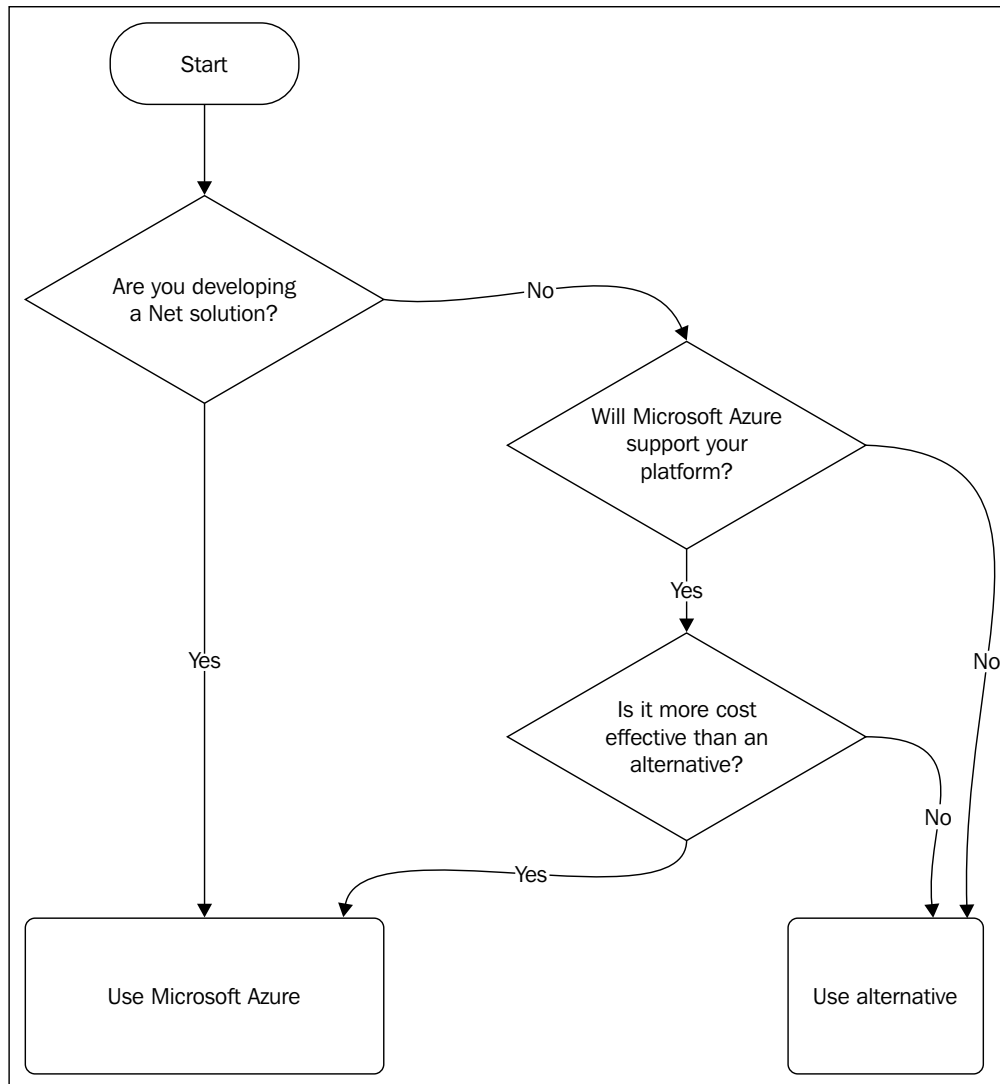 Start
Are you developing
a Net solution?
No
Will Microsoft Azure
support your
platform?
Yes
Yes
No
Is it more cost
effective than an
alternative?
No
Yes
Use Microsoft Azure
Use alternative